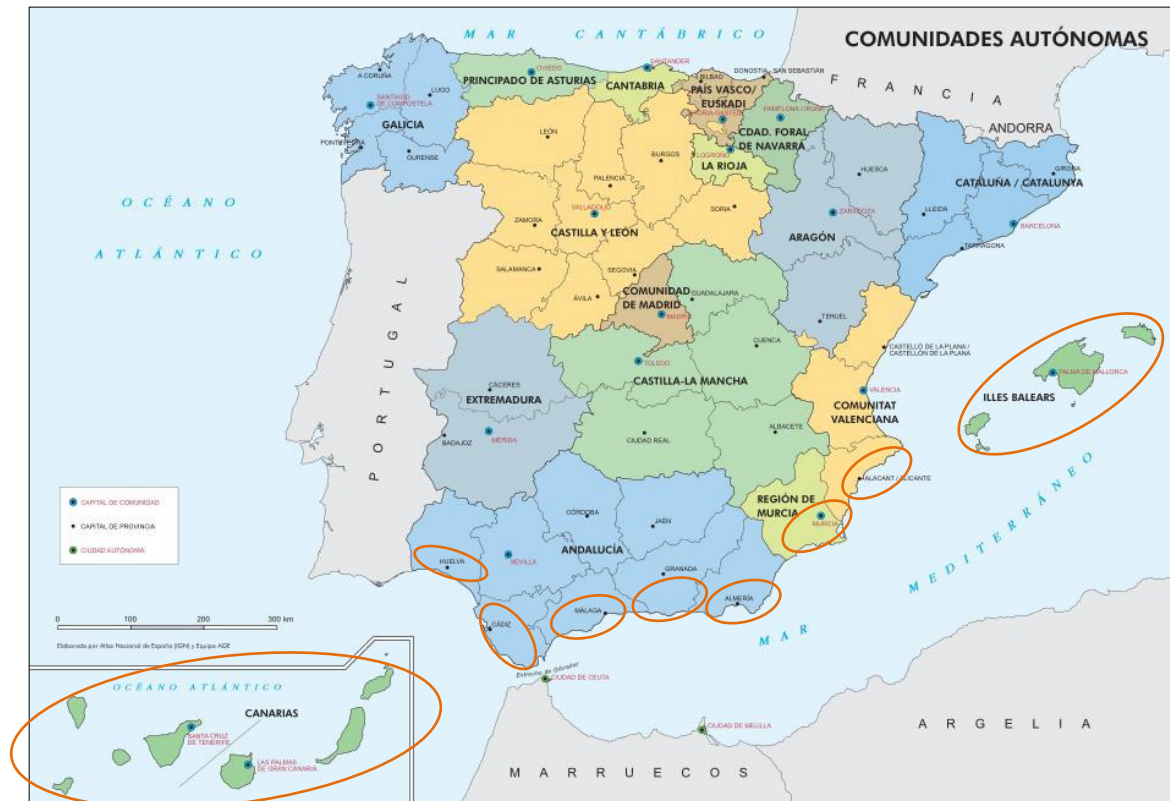 MAR CANTÁBRICO
COMUNIDADES AUTÓNOMAS
FRANCIA
ANDORRA
A CORUÑA
LUGO
SANTIAGO
DE COMPOSTELA
GALICIA
PONTEVEDRA
OURENSE
OVIEDO
PRINCIPADO DE ASTURIAS
SANTANDER
CANTABRIA
BILBAO
DONOSTIA - SAN SEBASTIÁN
PAÍS VASCO/
EUSKADI
PAMPLONA / IRUÑA
CDAD. FORAL
DE NAVARRA
LOGROÑO
LA RIOJA
LEÓN
BURGOS
PALENCIA
VALLADOLID
ZAMORA
CASTILLA Y LEÓN
SORIA
SALAMANCA
SEGOVIA
ÁVILA
HUESCA
ZARAGOZA
ARAGÓN
TERUEL
GIRONA
CATALUÑA / CATALUNYA
LLEIDA
BARCELONA
TARRAGONA
OCÉANO
ATLÁNTICO
PORTUGAL
COMUNIDAD
DE MADRID
MADRID
GUADALAJARA
CUENCA
TOLEDO
CASTILLA-LA MANCHA
CIUDAD REAL
ALBACETE
CÁCERES
EXTREMADURA
BADAJOZ
MÉRIDA
CASTELLÓ DE LA PLANA /
CASTELLÓN DE LA PLANA
VALENCIA
COMUNITAT
VALENCIANA
ALACANT / ALICANTE
PALMA DE MALLORCA
ILLES BALEARS
REGIÓN DE
MURCIA
MURCIA
CÓRDOBA
JAÉN
ANDALUCÍA
HUELVA
SEVILLA
GRANADA
MÁLAGA
ALMERÍA
CÁDIZ
MAR MEDITERRÁNEO
Estrecho de Gibraltar
CIUDAD DE CEUTA
CIUDAD DE MELILLA
MARRUECOS
ARGELIA
CAPITAL DE COMUNIDAD
CAPITAL DE PROVINCIA
CIUDAD AUTÓNOMA
0 100 200 300 km
Elaborado por Atlas Nacional de España (IGN) y Equipo AGE
OCÉANO ATLÁNTICO
CANARIAS
SANTA CRUZ
DE TENERIFE
LAS PALMAS
DE GRAN CANARIA